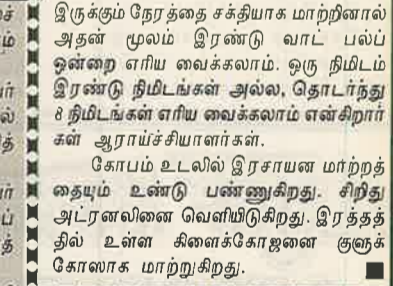 இருக்கும் நேரத்தை சக்தியாக மாற்றினால்
அதன் மூலம் இரண்டு வாட் பல்ப்
ஒன்றை எரிய வைக்கலாம். ஒரு நிமிடம்
இரண்டு நிமிடங்கள் அல்ல, தொடர்ந்து
8 நிமிடங்கள் எரிய வைக்கலாம் என்கிறார்
கள் ஆராய்ச்சியாளர்கள்.
கோபம் உடலில் இரசாயன மாற்றத்
தையும் உண்டு பண்ணுகிறது. சிறிது
அட்ரனலினை வெளியிடுகிறது. இரத்தத்
தில் உள்ள கிளைக்கோஜனை குளுக்
கோஸாக மாற்றுகிறது.